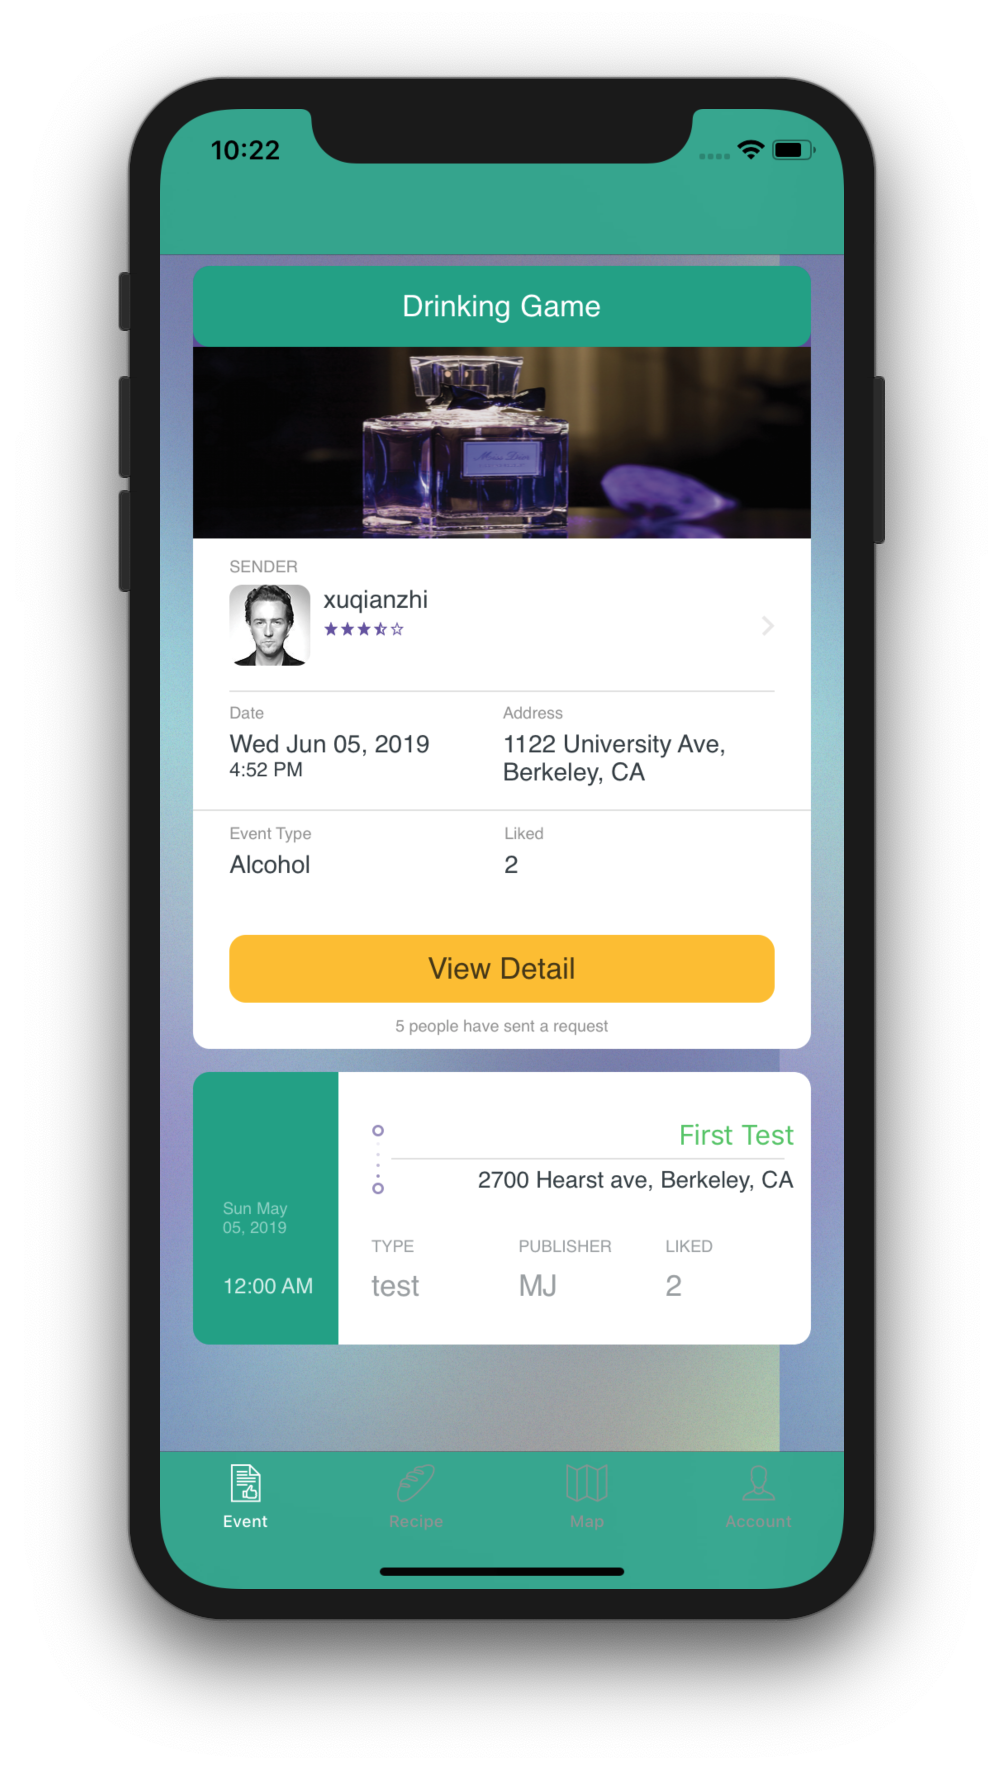 10:22
Drinking Game
Miss Dior
SENDER
xuqianzhi
Date
Address
Wed Jun 05, 2019
1122 University Ave,
4:52 PM
Berkeley, CA
Event Type
Liked
Alcohol
2
View Detail
5 people have sent a request
First Test
2700 Hearst ave, Berkeley, CA
Sun May
05, 2019
TYPE
PUBLISHER
LIKED
12:00 AM
test
MJ
2
Event
Recipe
Map
Account